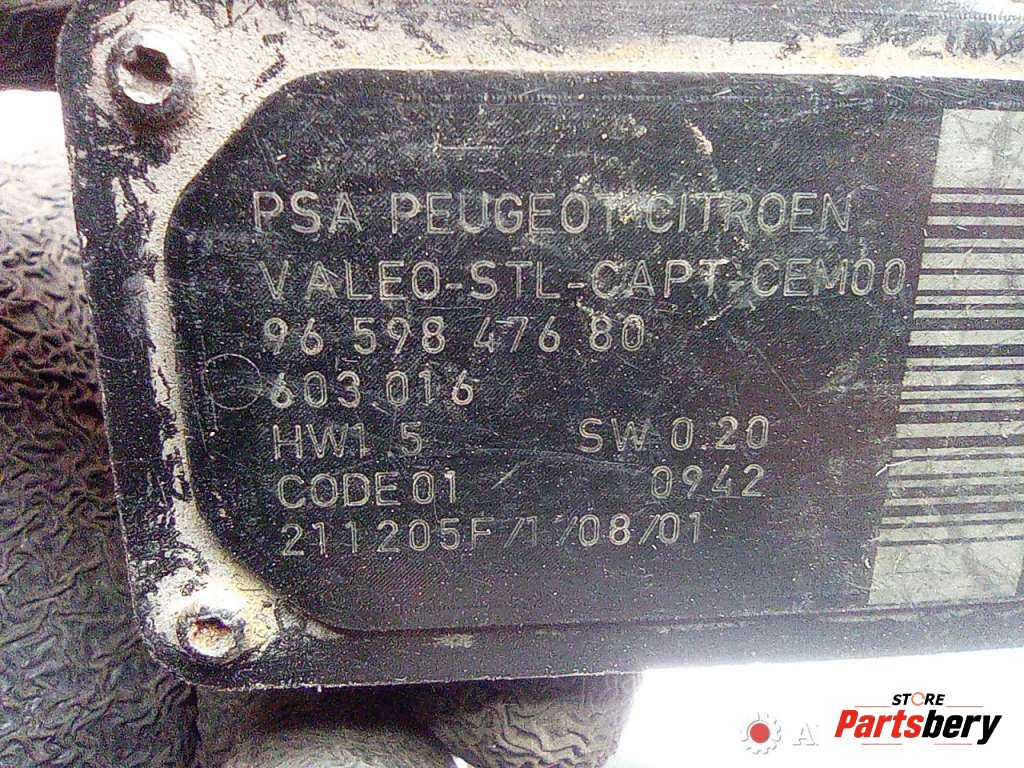 PSA PEUGEOT-CITROEN
VALEO-STL-CAPT-CEM00
96 598 476 80
603 016
HW1.5 SW 0.20
CODE01 0942
211205F/1/08/01
A
STORE
Partsbery